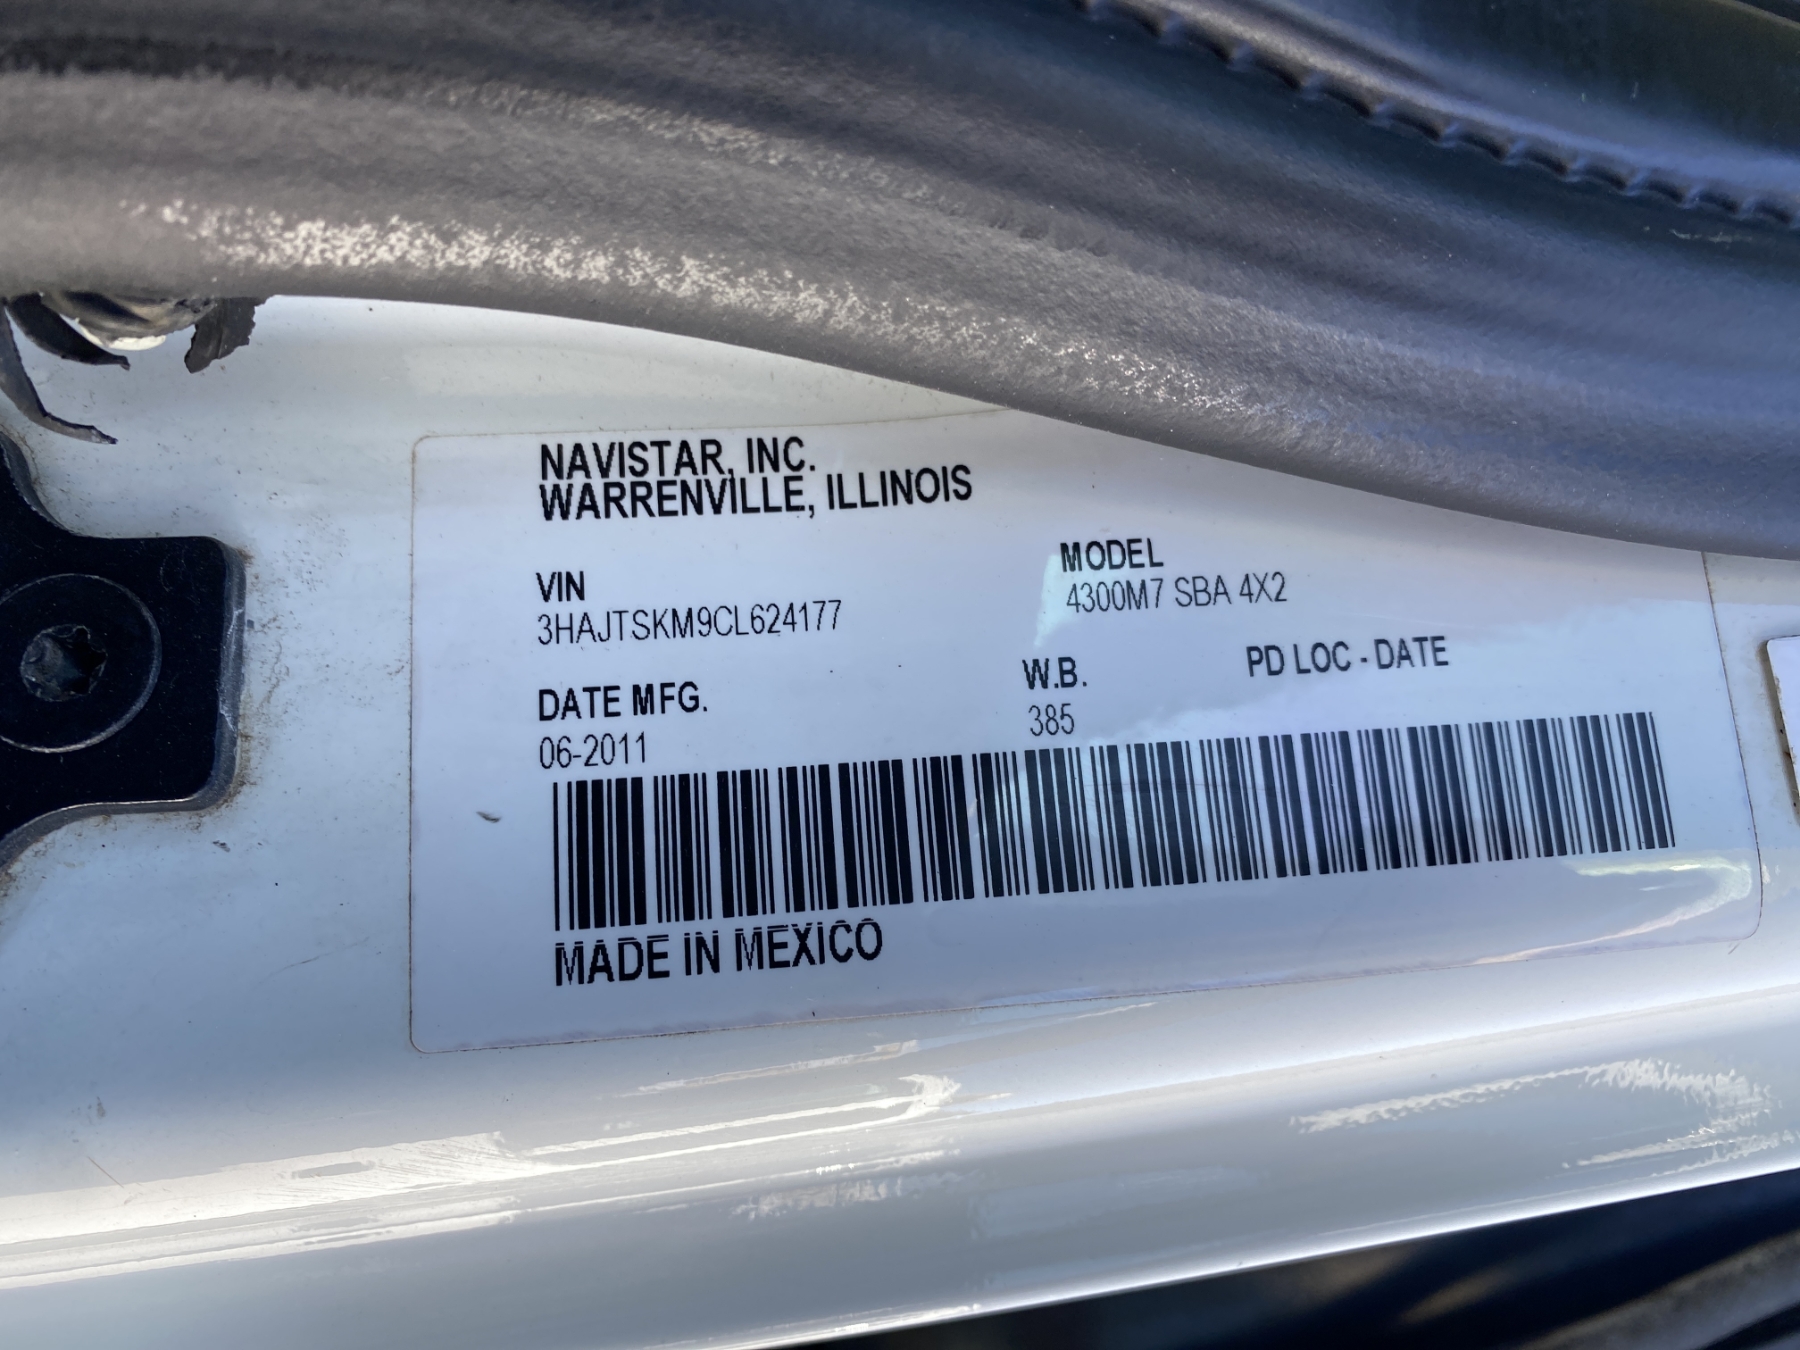 NAVISTAR, INC.
WARRENVILLE, ILLINOIS
VIN
3HAJTSKM9CL624177
MODEL
4300M7 SBA 4X2
DATE MFG.
06-2011
W.B.
385
PD LOC - DATE
MADE IN MEXICO